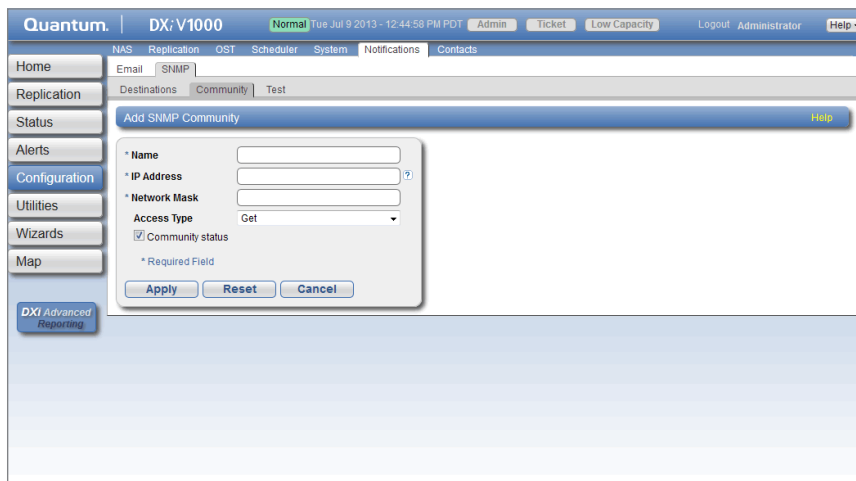 Quantum. DXi V1000 Normal Tue Jul 9 2013 - 12:44:58 PM PDT Admin Ticket Low Capacity Logout Administrator Help
NAS Replication OST Scheduler System Notifications Contacts
Home
Email SNMP
Replication
Destinations Community Test
Status
Add SNMP Community Help
Alerts
* Name
Configuration
* IP Address ?
* Network Mask
Utilities
Access Type Get
Wizards
Community status
Map
* Required Field
Apply Reset Cancel
DXi Advanced
Reporting